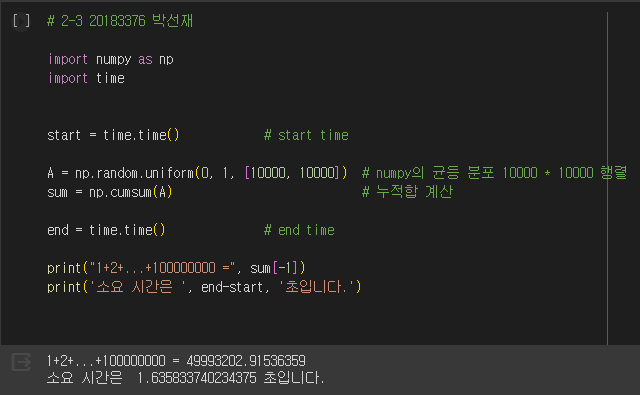 [ ] # 2-3 20183376 박선재
import numpy as np
import time
start = time.time() # start time
A = np.random.uniform(0, 1, [10000, 10000]) # numpy의 균등 분포 10000 * 10000 행렬
sum = np.cumsum(A) # 누적합 계산
end = time.time() # end time
print("1+2+...+100000000 =", sum[-1])
print('소요 시간은 ', end-start, '초입니다.')
1+2+...+100000000 = 49993202.91536359
소요 시간은  1.635833740234375 초입니다.